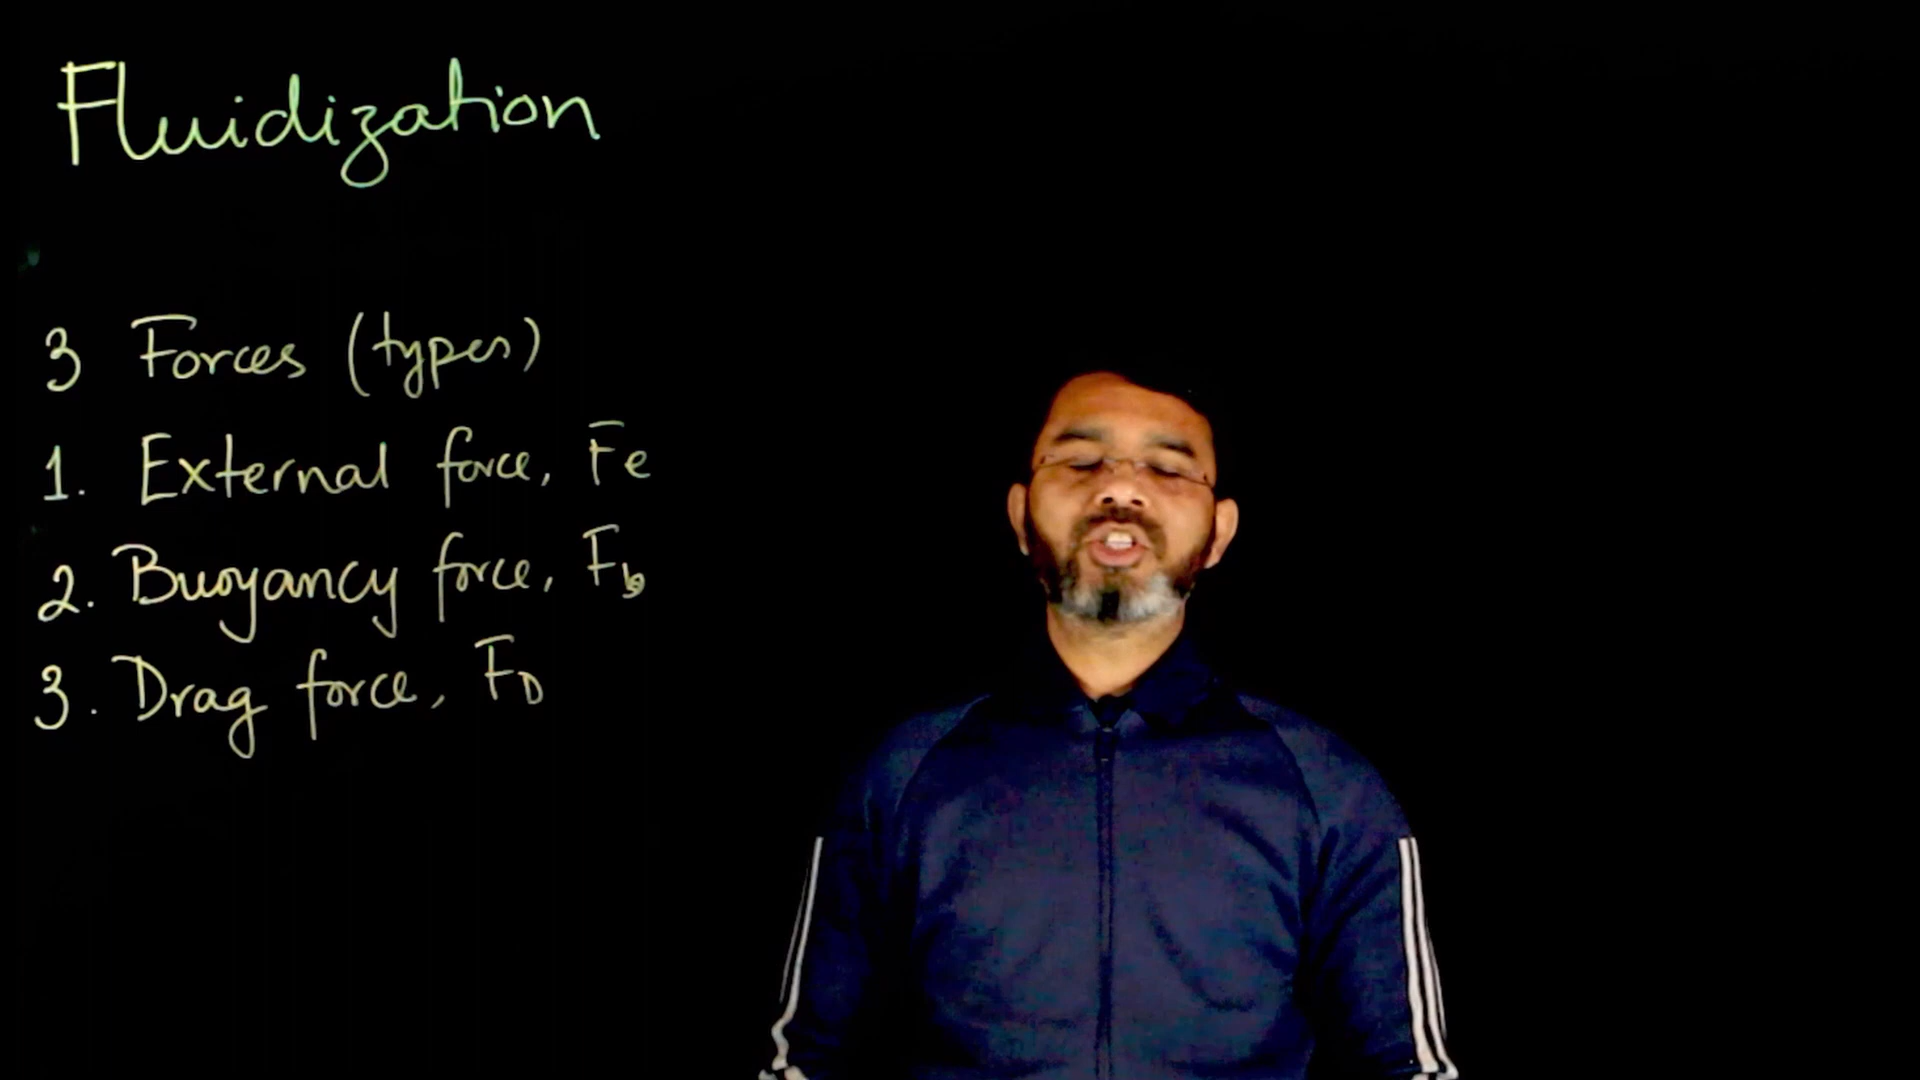 Fluidization
3 Forces (types)
1. External force, Fe
2. Buoyancy force, Fb
3. Drag force, FD